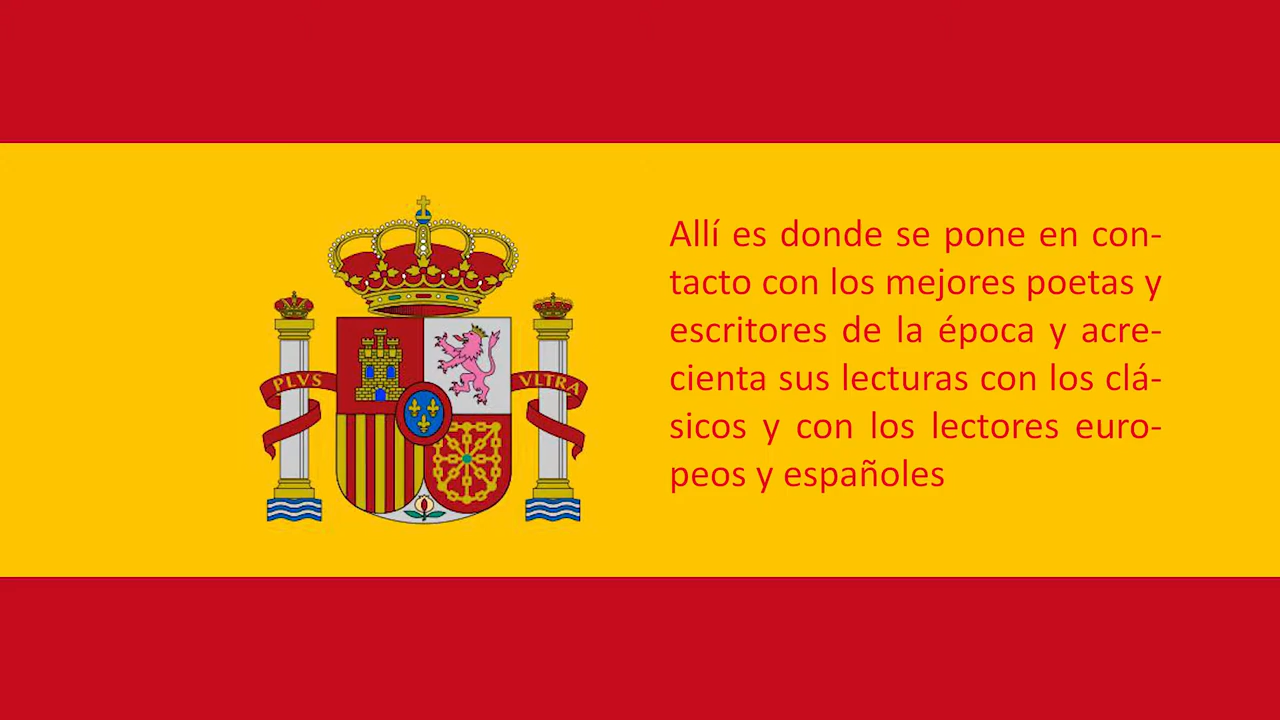 PLVS
VLTRA
Allí es donde se pone en con-
tacto con los mejores poetas y
escritores de la época y acre-
cienta sus lecturas con los clá-
sicos y con los lectores euro-
peos y españoles